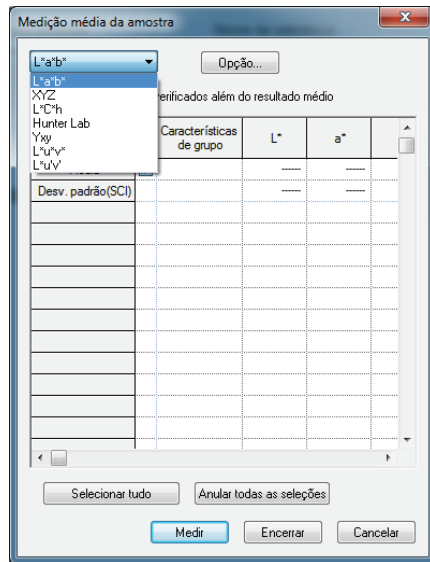 Medição média da amostra
x
L*a*b*
Opção...
L*a*b*
XYZ
verificados além do resultado médio
L*C*h
Hunter Lab
Yxy
L*u*v*
L*u'v'
Características de grupo
L*
a*
------
------
Desv. padrão(SCI)
------
------
Selecionar tudo
Anular todas as seleções
Medir
Encerrar
Cancelar